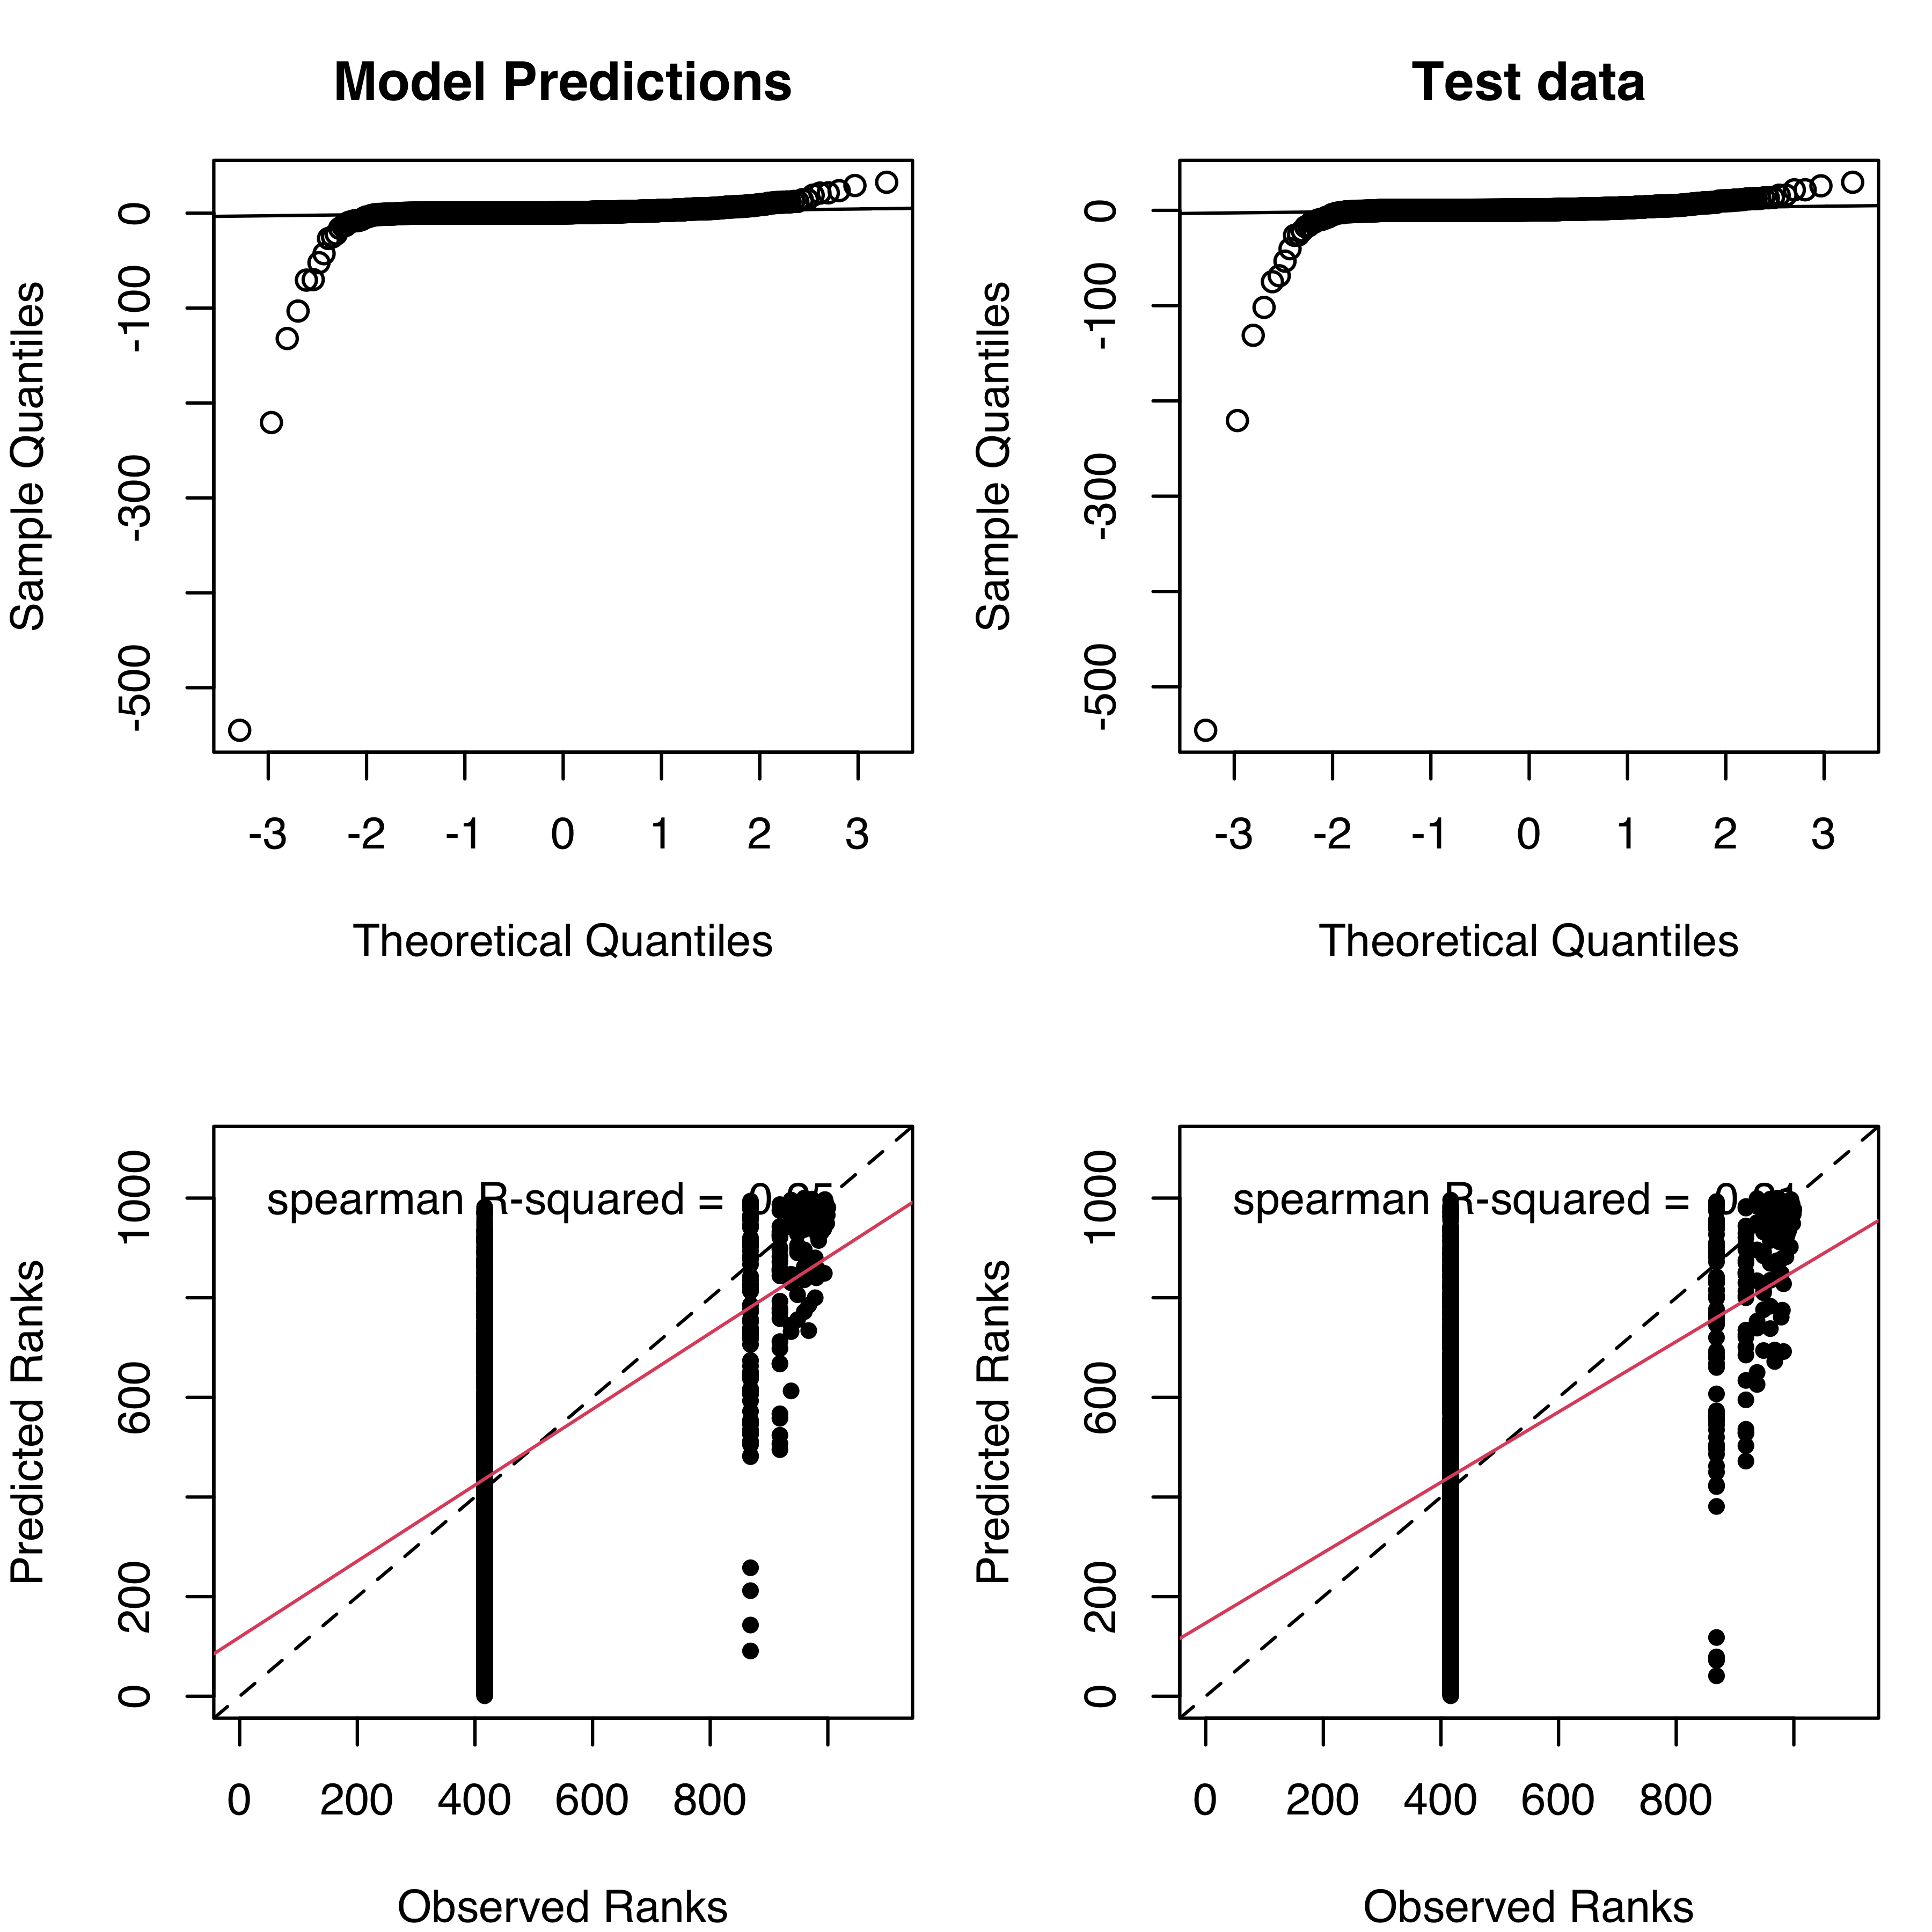 Model Predictions
Test data
Sample Quantiles
0
-100
-300
-500
-3 -2 -1 0 1 2 3
Theoretical Quantiles
Sample Quantiles
0
-100
-300
-500
-3 -2 -1 0 1 2 3
Theoretical Quantiles
Predicted Ranks
1000
600
200
0
spearman R-squared =
0 200 400 600 800
Observed Ranks
Predicted Ranks
1000
600
200
0
spearman R-squared =
0 200 400 600 800
Observed Ranks